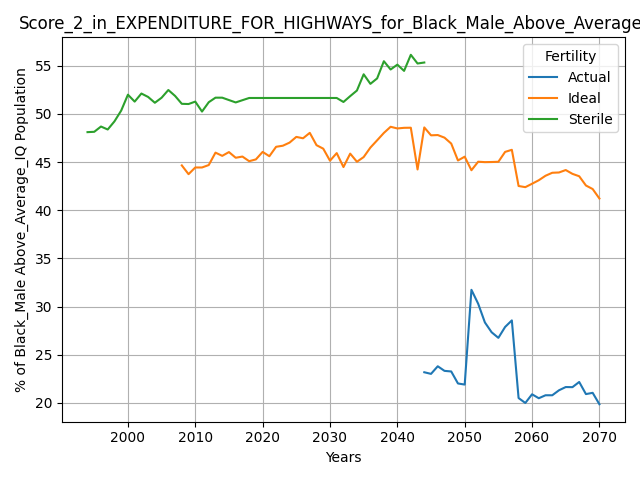 Score_2_in_EXPENDITURE_FOR_HIGHWAYS_for_Black_Male_Above_Average
Fertility
Actual
Ideal
Sterile
% of Black_Male Above_Average_IQ Population
55
50
45
40
35
30
25
20
2000 2010 2020 2030 2040 2050 2060 2070
Years